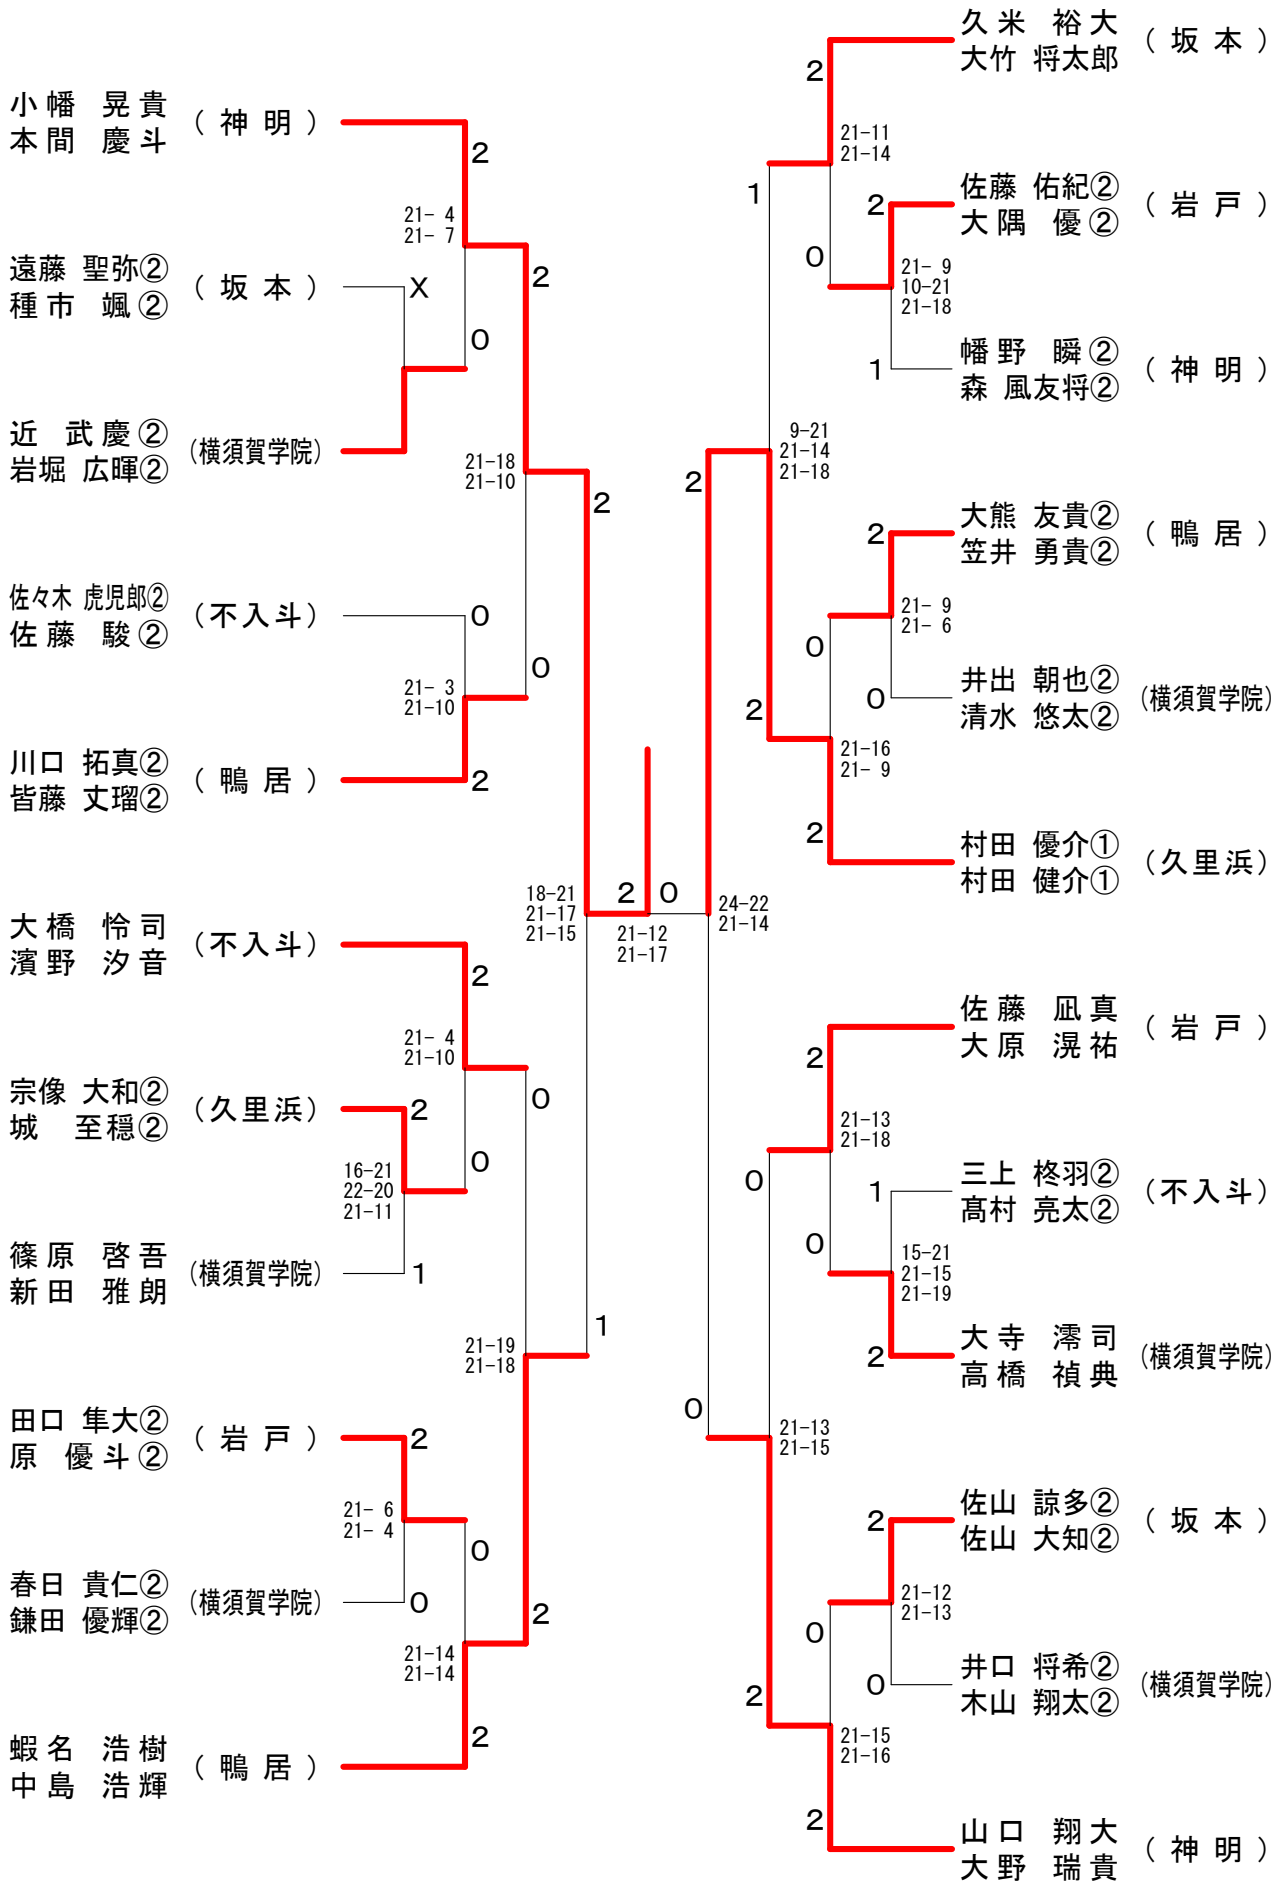 小幡 晃貴
本間 慶斗
(神明)
2
21- 4
21- 7
遠藤 聖弥②
種市 颯②
(坂本)
X
0
2
近 武慶②
岩堀 広暉②
(横須賀学院)
21-18
21-10
2
佐々木 虎児郎②
佐藤 駿②
(不入斗)
0
21- 3
21-10
0
川口 拓真②
皆藤 丈瑠②
(鴨居)
2
18-21
21-17
21-15
大橋 怜司
濱野 汐音
(不入斗)
2
21- 4
21-10
0
宗像 大和②
城 至穏②
(久里浜)
2
16-21
22-20
21-11
0
篠原 啓吾
新田 雅朗
(横須賀学院)
1
21-19
21-18
1
田口 隼大②
原 優斗②
(岩戸)
2
21- 6
21- 4
0
春日 貴仁②
鎌田 優輝②
(横須賀学院)
0
2
21-14
21-14
蝦名 浩樹
中島 浩輝
(鴨居)
2
2
0
21-12
21-17
久米 裕大
大竹 将太郎
(坂本)
2
21-11
21-14
1
佐藤 佑紀②
大隅 優②
(岩戸)
2
0
21- 9
10-21
21-18
幡野 瞬②
森 風友将②
(神明)
1
9-21
21-14
21-18
2
大熊 友貴②
笠井 勇貴②
(鴨居)
2
21- 9
21- 6
0
井出 朝也②
清水 悠太②
(横須賀学院)
0
2
21-16
21- 9
村田 優介①
村田 健介①
(久里浜)
2
24-22
21-14
佐藤 凪真
大原 滉祐
(岩戸)
2
21-13
21-18
0
三上 柊羽②
髙村 亮太②
(不入斗)
1
0
15-21
21-15
21-19
大寺 澪司
高橋 禎典
(横須賀学院)
2
0
21-13
21-15
佐山 諒多②
佐山 大知②
(坂本)
2
21-12
21-13
0
井口 将希②
木山 翔太②
(横須賀学院)
0
2
21-15
21-16
山口 翔大
大野 瑞貴
(神明)
2